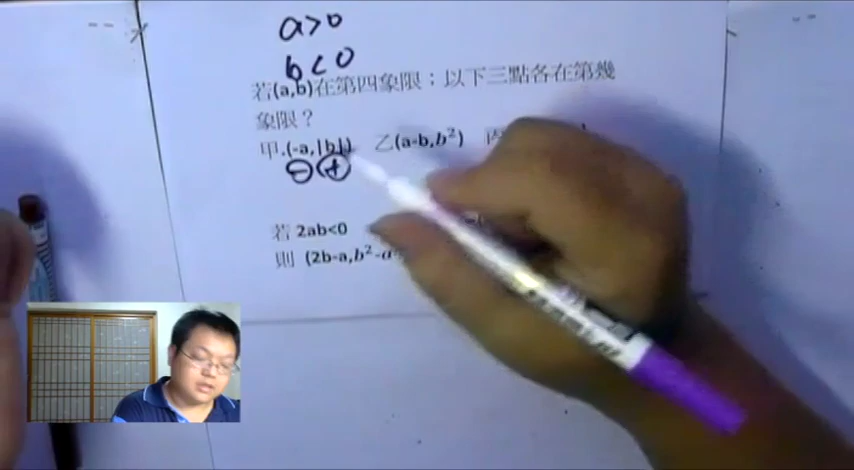 a>0
b<0
若(a,b)在第四象限：以下三點各在第幾
象限？
甲.(-a,|b|) 乙(a-b,b²) 丙
⊖ ⊕
若 2ab<0
則 (2b-a,b²-a